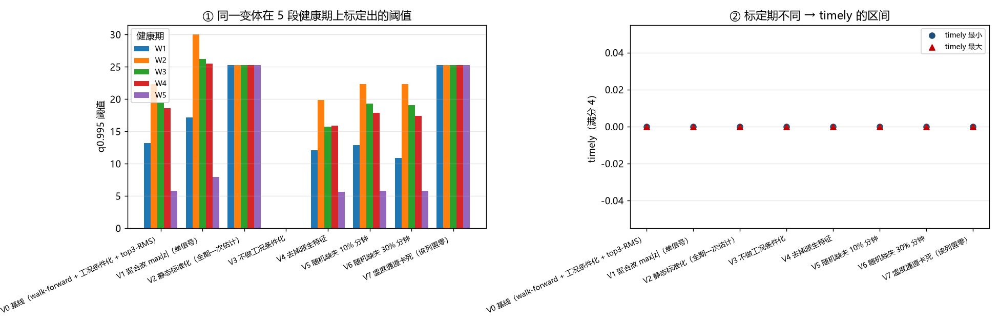 ① 同一变体在 5 段健康期上标定出的阈值
q0.995 阈值
30
25
20
15
10
5
0
健康期
W1
W2
W3
W4
W5
V0 基线（walk-forward + 工况条件化 + top3-RMS）
V1 聚合改 max|z|（单信号）
V2 静态标准化（全期一次估计）
V3 不做工况条件化
V4 去掉派生特征
V5 随机缺失 10% 分钟
V6 随机缺失 30% 分钟
V7 温度通道卡死（该列置零）
② 标定期不同 → timely 的区间
timely（满分 4）
0.04
0.02
0.00
-0.02
-0.04
timely 最小
timely 最大
V0 基线（walk-forward + 工况条件化 + top3-RMS）
V1 聚合改 max|z|（单信号）
V2 静态标准化（全期一次估计）
V3 不做工况条件化
V4 去掉派生特征
V5 随机缺失 10% 分钟
V6 随机缺失 30% 分钟
V7 温度通道卡死（该列置零）